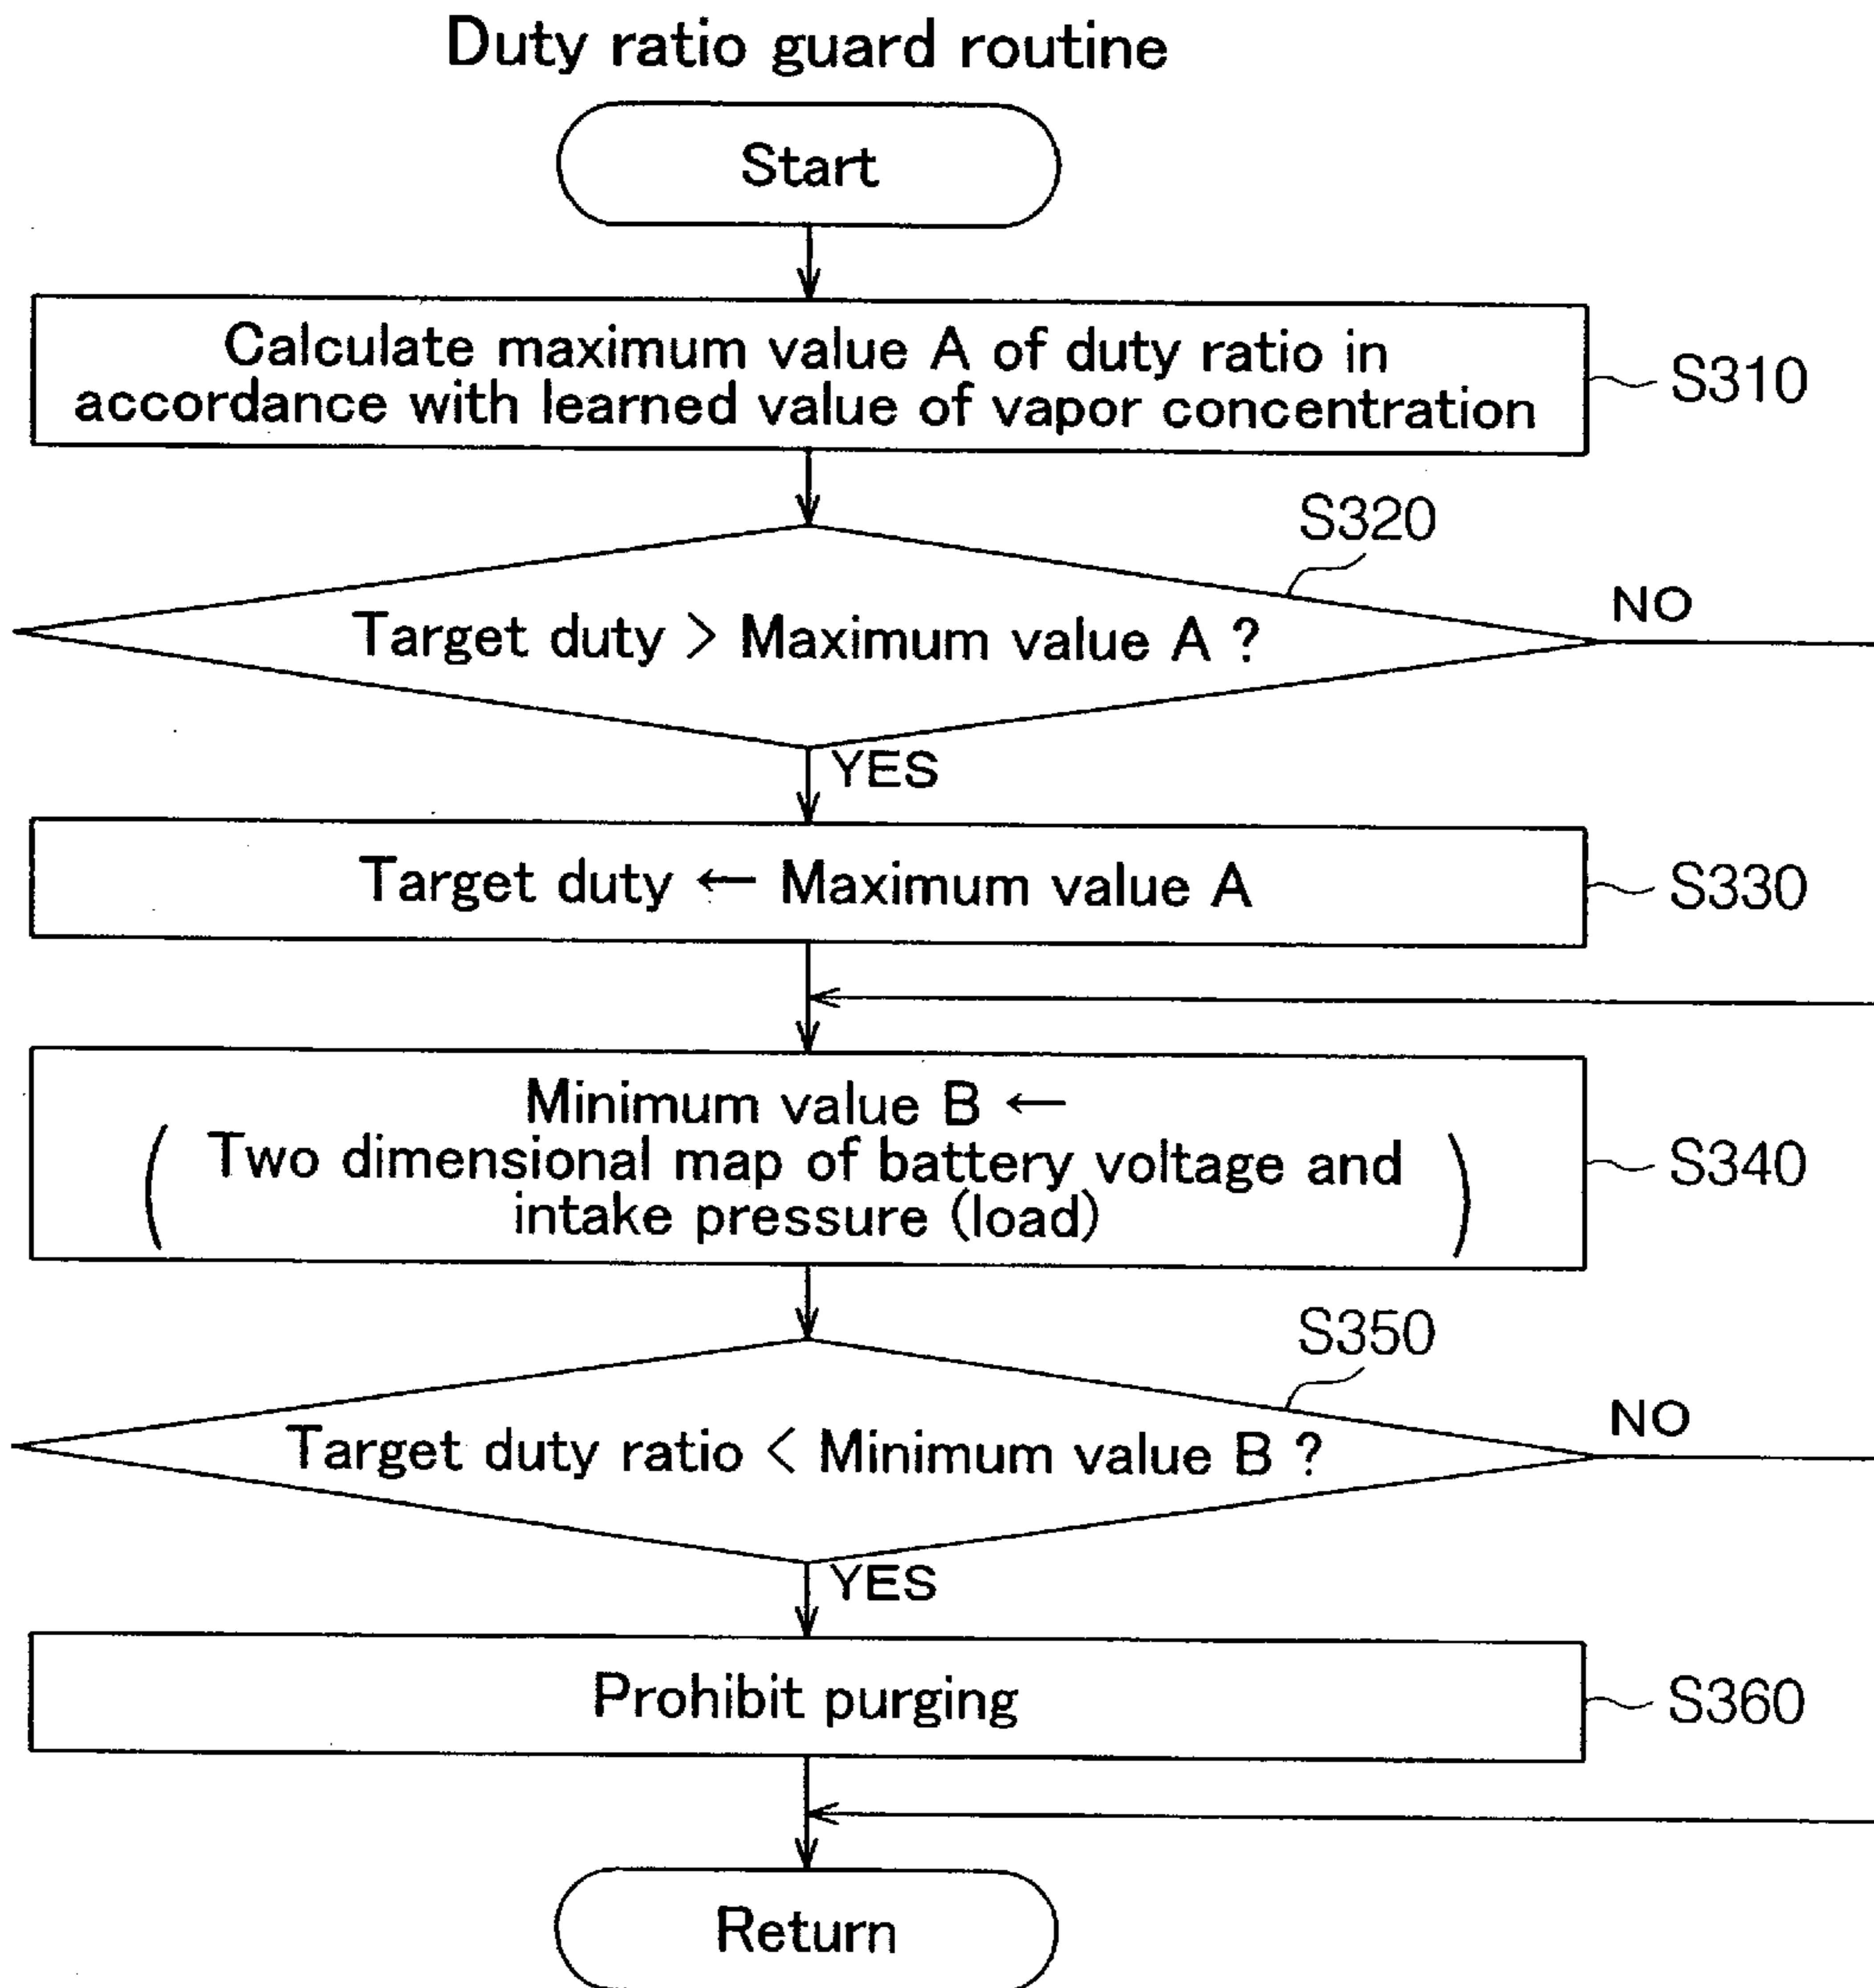 Duty ratio guard routine
Start
Calculate maximum value A of duty ratio in
accordance with learned value of vapor concentration
S310
S320
Target duty > Maximum value A ?
NO
YES
Target duty ← Maximum value A
S330
Minimum value B ←
( Two dimensional map of battery voltage and
intake pressure (load) )
S340
S350
Target duty ratio < Minimum value B ?
NO
YES
Prohibit purging
S360
Return